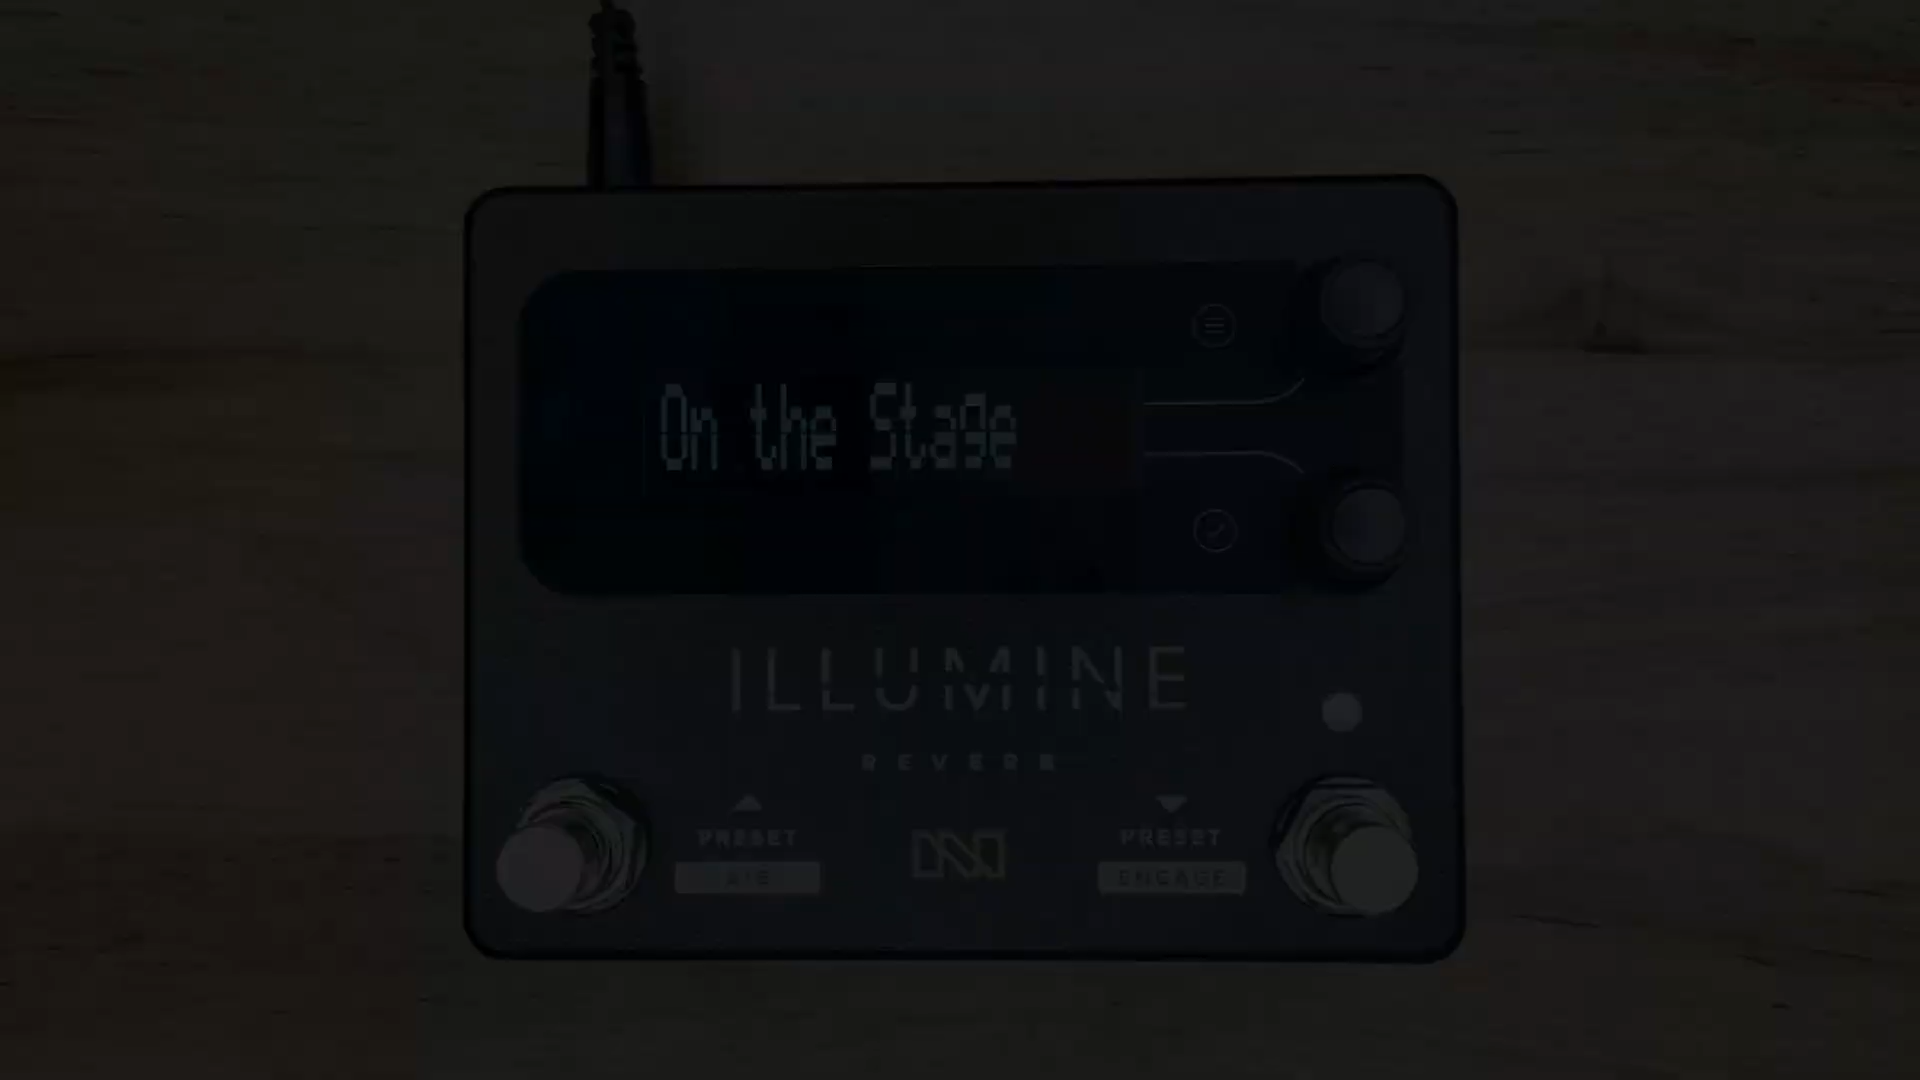 On the Stage
ILLUMINE
REVERB
PRESET
A/B
PRESET
ENGAGE